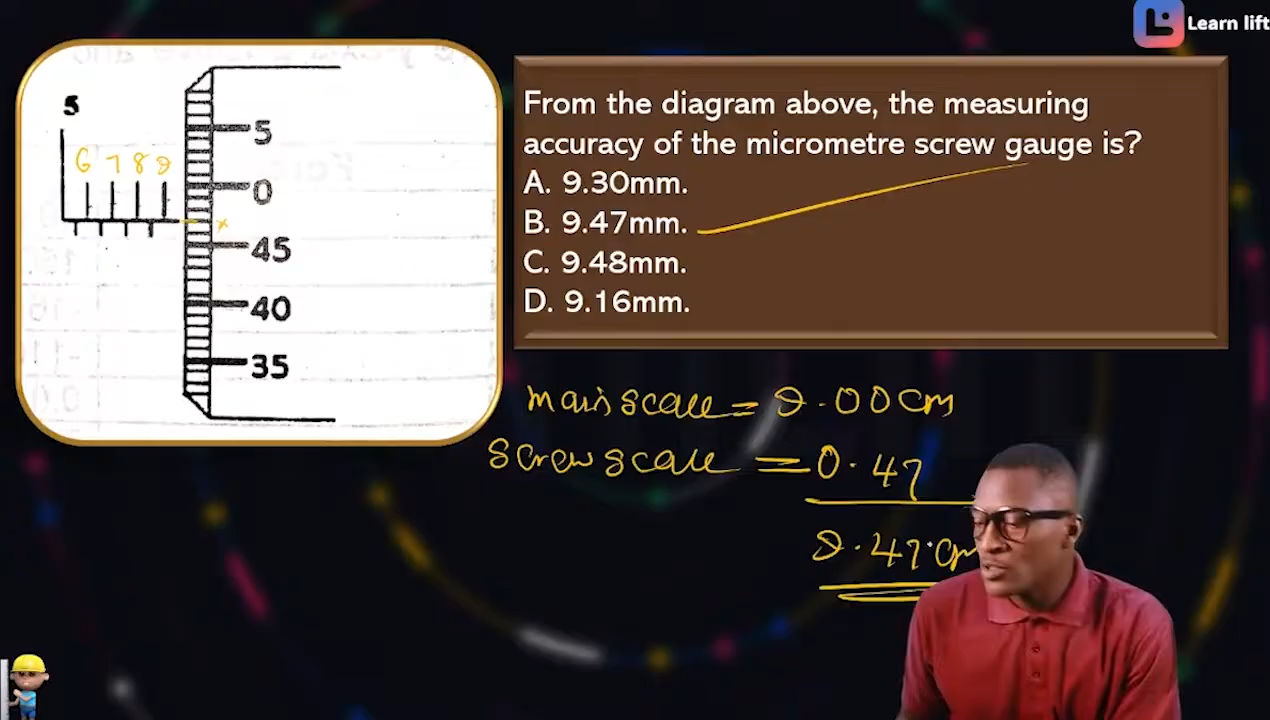 Learn lift
5
6 7 8 9
5
0
x
45
40
35
From the diagram above, the measuring
accuracy of the micrometre screw gauge is?
A. 9.30mm.
B. 9.47mm.
C. 9.48mm.
D. 9.16mm.
main scale = 9.00cm
screw scale = 0.47
9.47cm